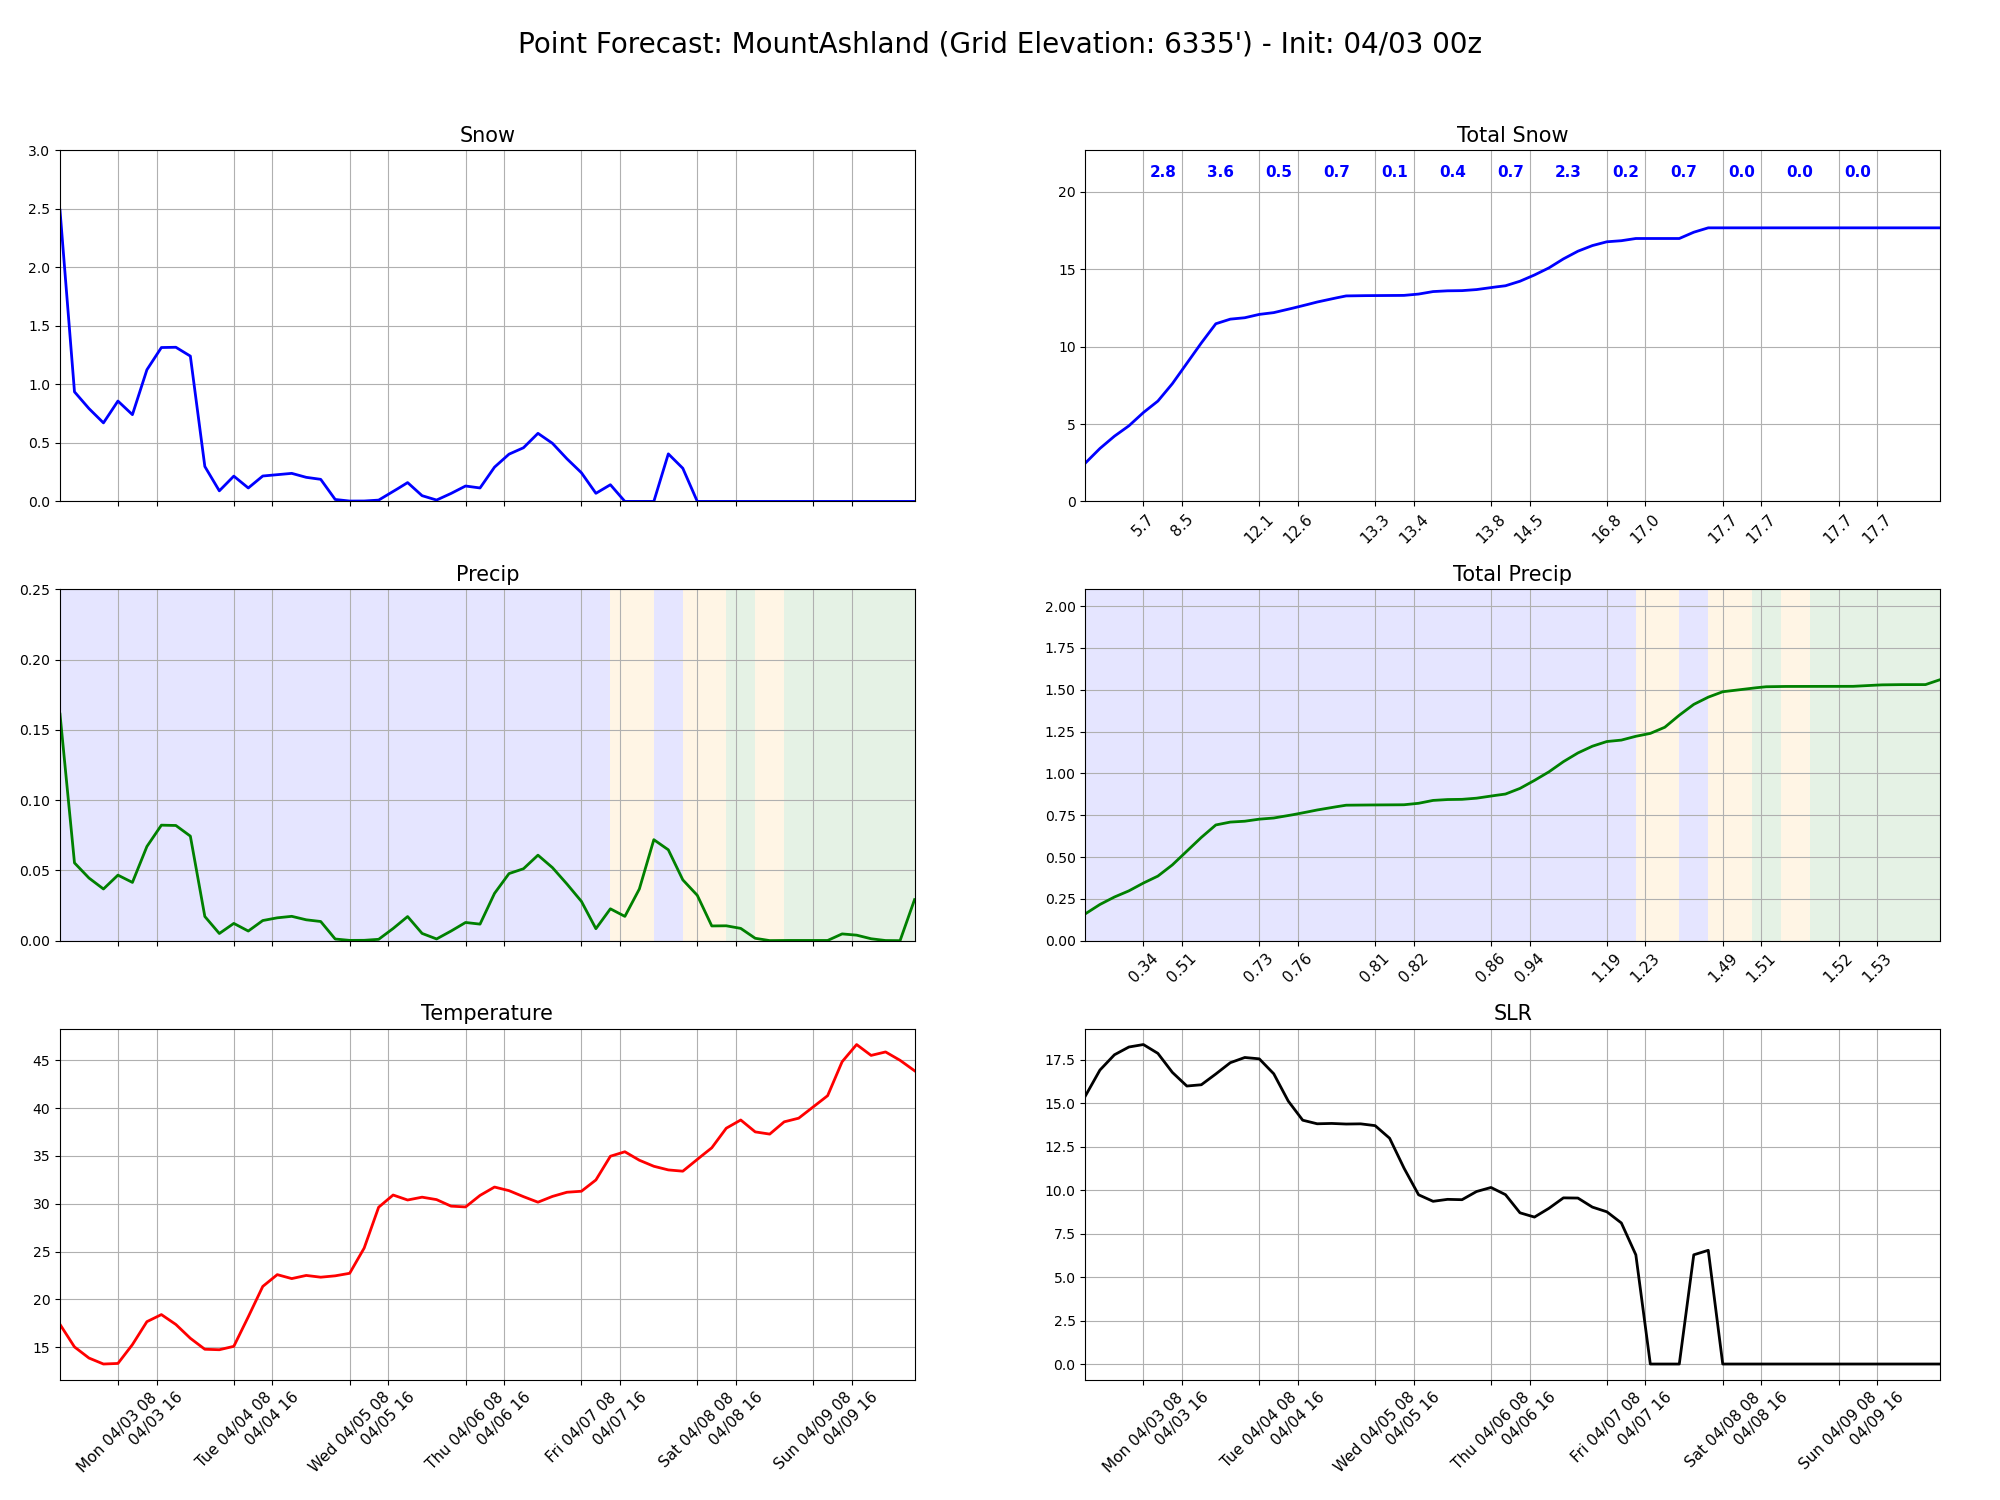 Point Forecast: MountAshland (Grid Elevation: 6335') - Init: 04/03 00z
Snow
3.0
2.5
2.0
1.5
1.0
0.5
0.0
Total Snow
2.8 3.6 0.5 0.7 0.1 0.4 0.7 2.3 0.2 0.7 0.0 0.0 0.0
20
15
10
5
0
5.7 8.5 12.1 12.6 13.3 13.4 13.8 14.5 16.8 17.0 17.7 17.7 17.7 17.7
Precip
0.25
0.20
0.15
0.10
0.05
0.00
Total Precip
2.00
1.75
1.50
1.25
1.00
0.75
0.50
0.25
0.00
0.34 0.51 0.73 0.76 0.81 0.82 0.86 0.94 1.19 1.23 1.49 1.51 1.52 1.53
Temperature
45
40
35
30
25
20
15
Mon 04/03 08
04/03 16
Tue 04/04 08
04/04 16
Wed 04/05 08
04/05 16
Thu 04/06 08
04/06 16
Fri 04/07 08
04/07 16
Sat 04/08 08
04/08 16
Sun 04/09 08
04/09 16
SLR
17.5
15.0
12.5
10.0
7.5
5.0
2.5
0.0
Mon 04/03 08
04/03 16
Tue 04/04 08
04/04 16
Wed 04/05 08
04/05 16
Thu 04/06 08
04/06 16
Fri 04/07 08
04/07 16
Sat 04/08 08
04/08 16
Sun 04/09 08
04/09 16